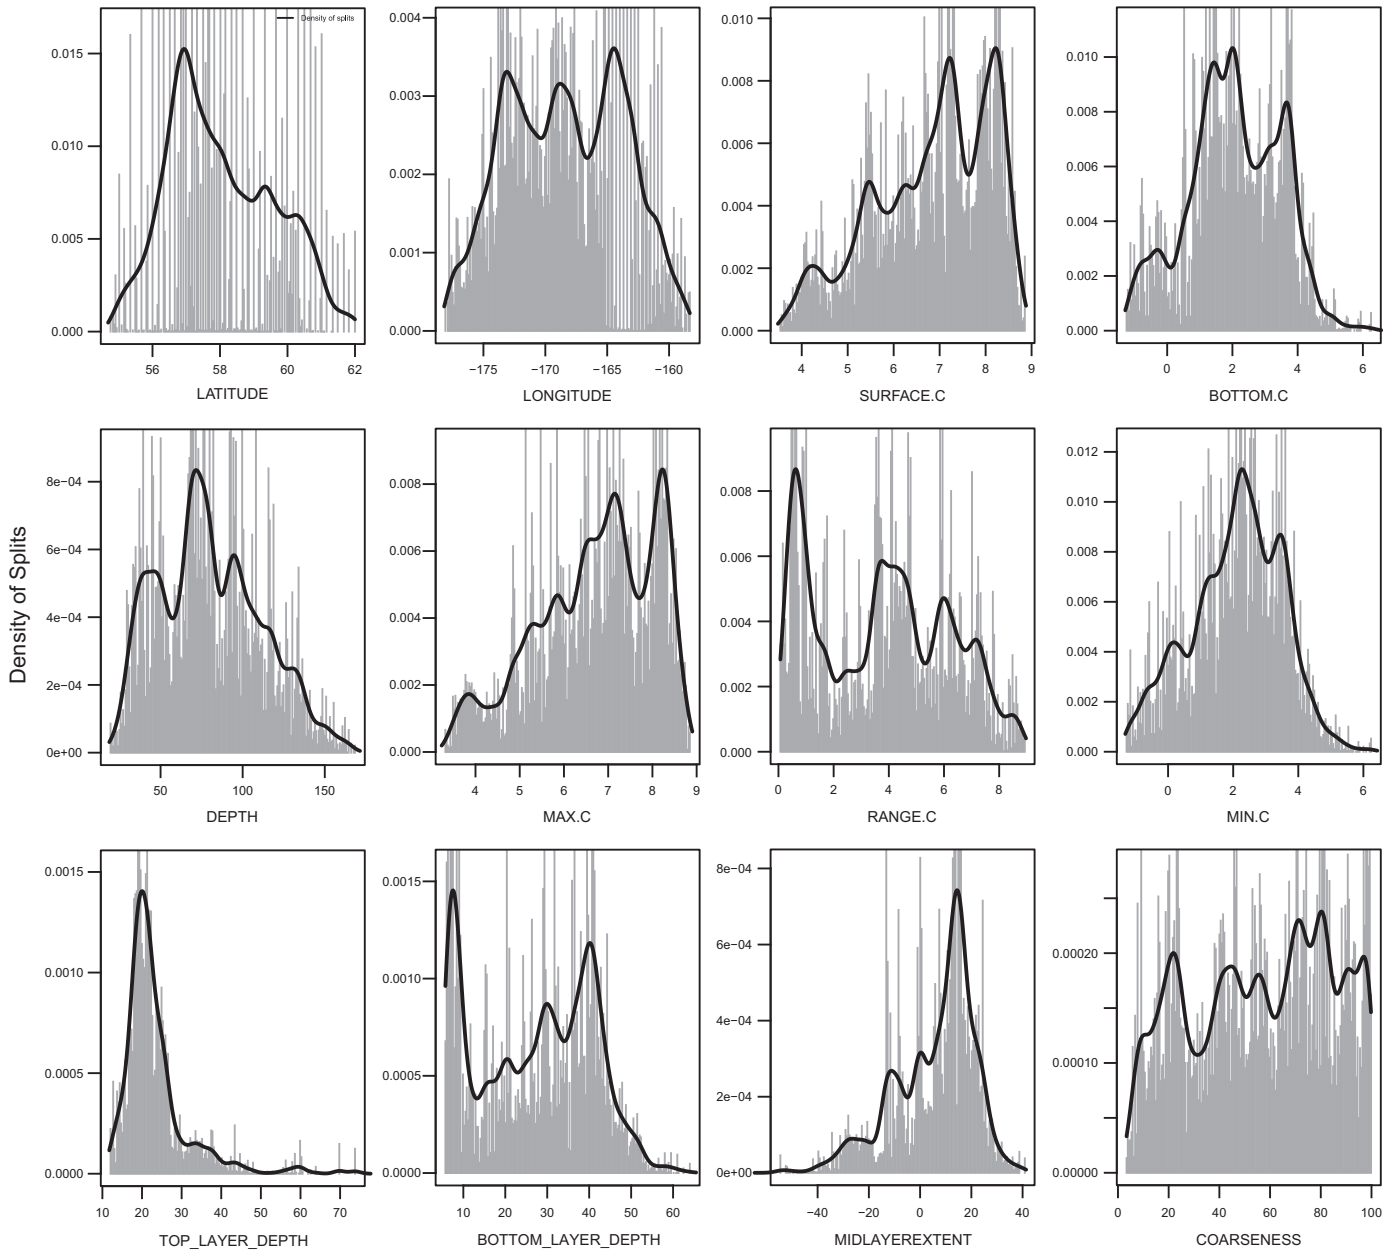 Density of Splits
Density of splits
0.015
0.010
0.005
0.000
56 58 60 62
LATITUDE
0.004
0.003
0.002
0.001
0.000
−175 −170 −165 −160
LONGITUDE
0.010
0.008
0.006
0.004
0.002
0.000
4 5 6 7 8 9
SURFACE.C
0.010
0.008
0.006
0.004
0.002
0.000
0 2 4 6
BOTTOM.C
8e−04
6e−04
4e−04
2e−04
0e+00
50 100 150
DEPTH
0.008
0.006
0.004
0.002
0.000
4 5 6 7 8 9
MAX.C
0.008
0.006
0.004
0.002
0.000
0 2 4 6 8
RANGE.C
0.012
0.010
0.008
0.006
0.004
0.002
0.000
0 2 4 6
MIN.C
0.0015
0.0010
0.0005
0.0000
10 20 30 40 50 60 70
TOP_LAYER_DEPTH
0.0015
0.0010
0.0005
0.0000
10 20 30 40 50 60
BOTTOM_LAYER_DEPTH
8e−04
6e−04
4e−04
2e−04
0e+00
−40 −20 0 20 40
MIDLAYEREXTENT
0.00020
0.00010
0.00000
0 20 40 60 80 100
COARSENESS